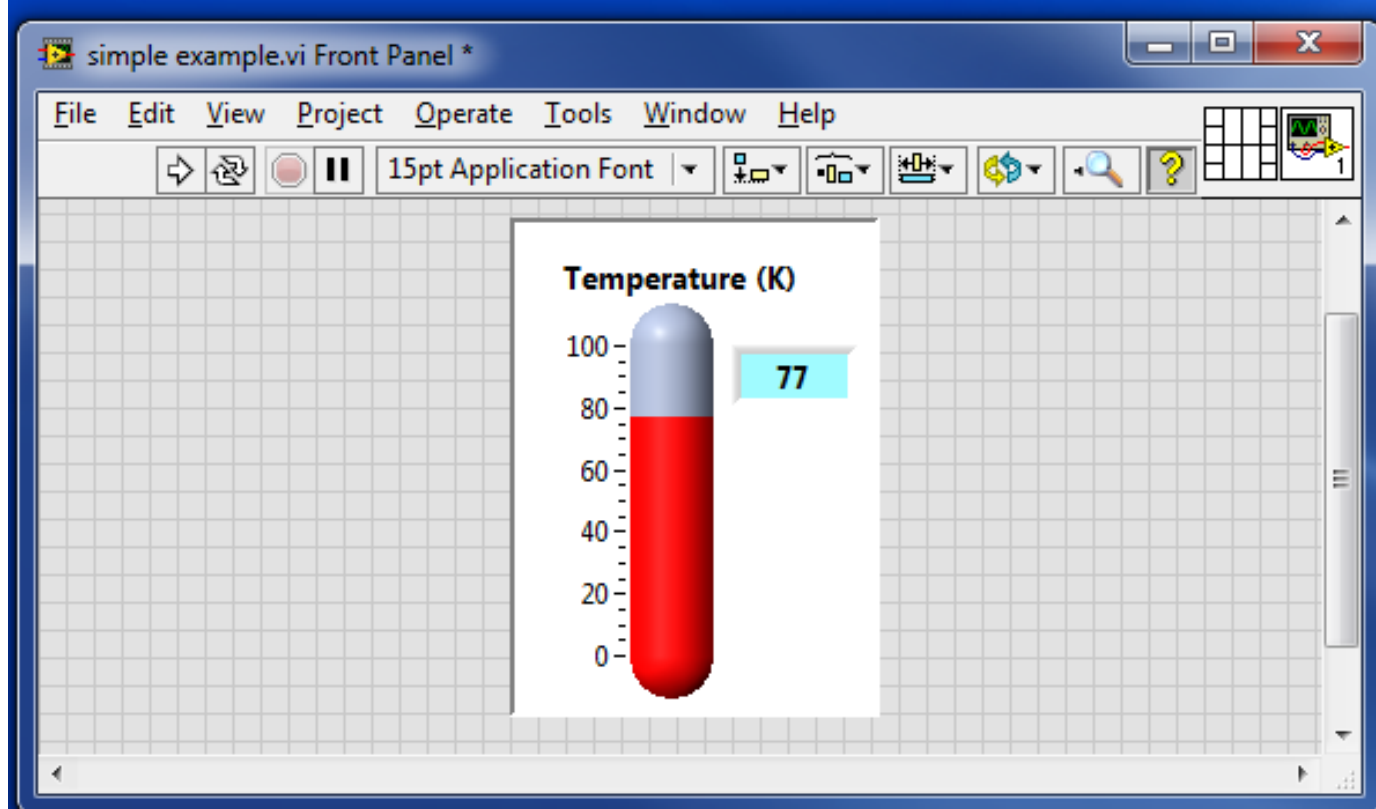 simple example.vi Front Panel *
File Edit View Project Operate Tools Window Help
15pt Application Font
1
Temperature (K)
100
77
80
60
40
20
0